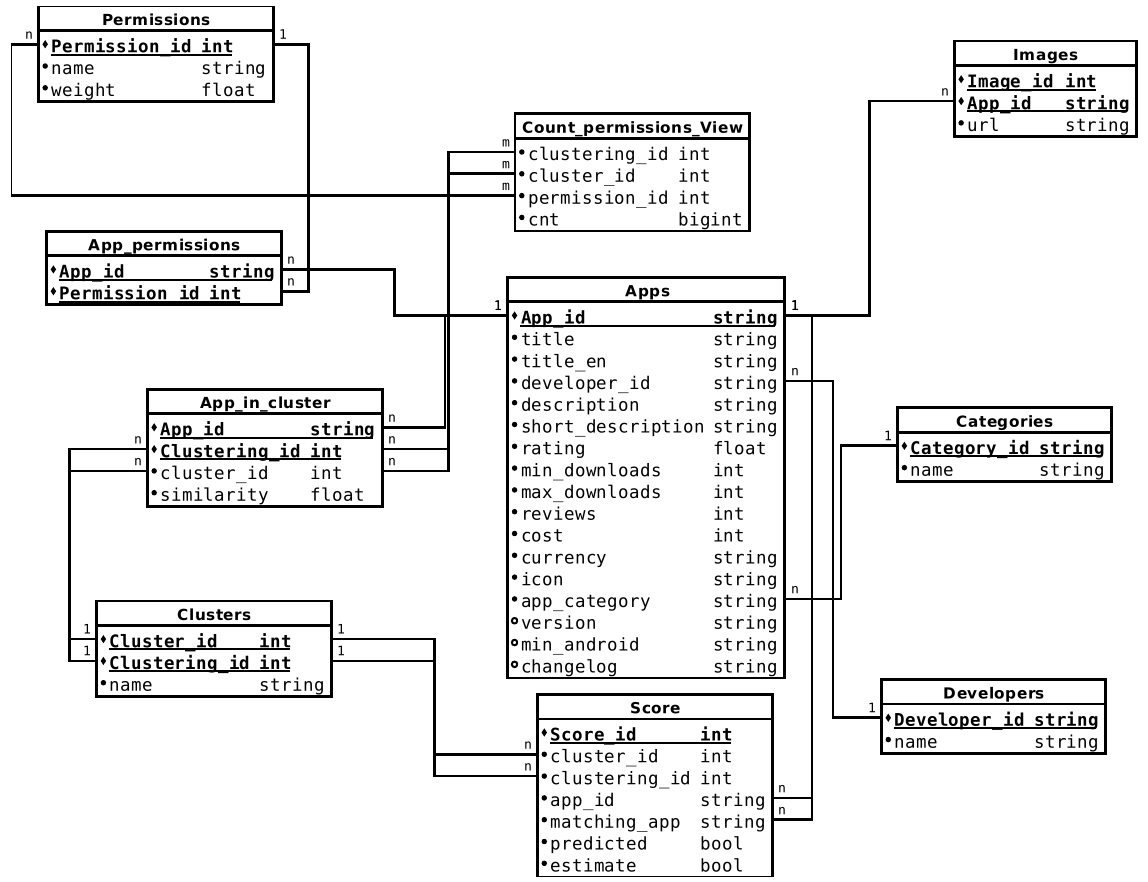 Permissions
n
1
Permission_id int
name string
weight float
Images
Image_id int
n
App_id string
url string
Count_permissions_View
m
clustering_id int
m
cluster_id int
m
permission_id int
cnt bigint
App_permissions
n
App_id string
n
Permission_id int
Apps
1
1
App_id string
title string
title_en string
n
developer_id string
description string
short_description string
rating float
min_downloads int
max_downloads int
reviews int
cost int
currency string
icon string
n
app_category string
version string
min_android string
changelog string
App_in_cluster
n
App_id string
n
n
Clustering_id int
n
n
cluster_id int
similarity float
Categories
1
Category_id string
name string
Clusters
1
1
Cluster_id int
1
1
Clustering_id int
name string
Developers
1
Developer_id string
name string
Score
Score_id int
n
cluster_id int
n
clustering_id int
n
app_id string
n
matching_app string
predicted bool
estimate bool